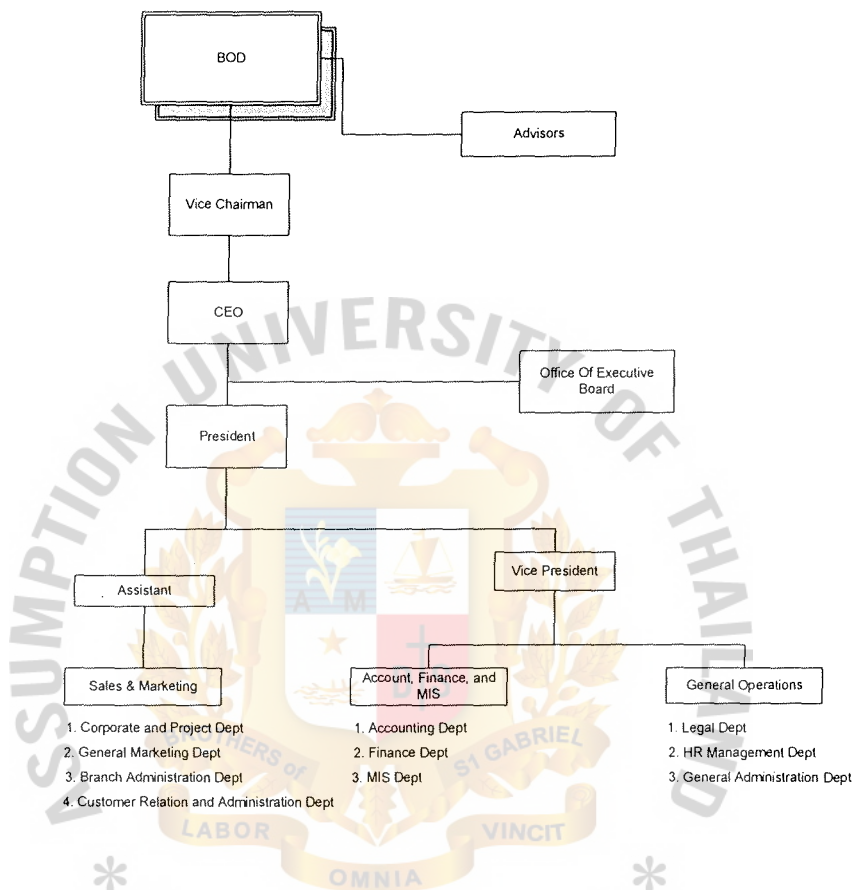 BOD
Advisors
Vice Chairman
CEO
Office Of Executive
Board
President
Assistant
Vice President
Sales & Marketing
1. Corporate and Project Dept
2. General Marketing Dept
3. Branch Administration Dept
4. Customer Relation and Administration Dept
Account, Finance, and
MIS
1. Accounting Dept
2. Finance Dept
3. MIS Dept
General Operations
1. Legal Dept
2. HR Management Dept
3. General Administration Dept
ASSUMPTION UNIVERSITY OF THAILAND
A M
D S G
BROTHERS of
S1 GABRIEL
LABOR
OMNIA
VINCIT